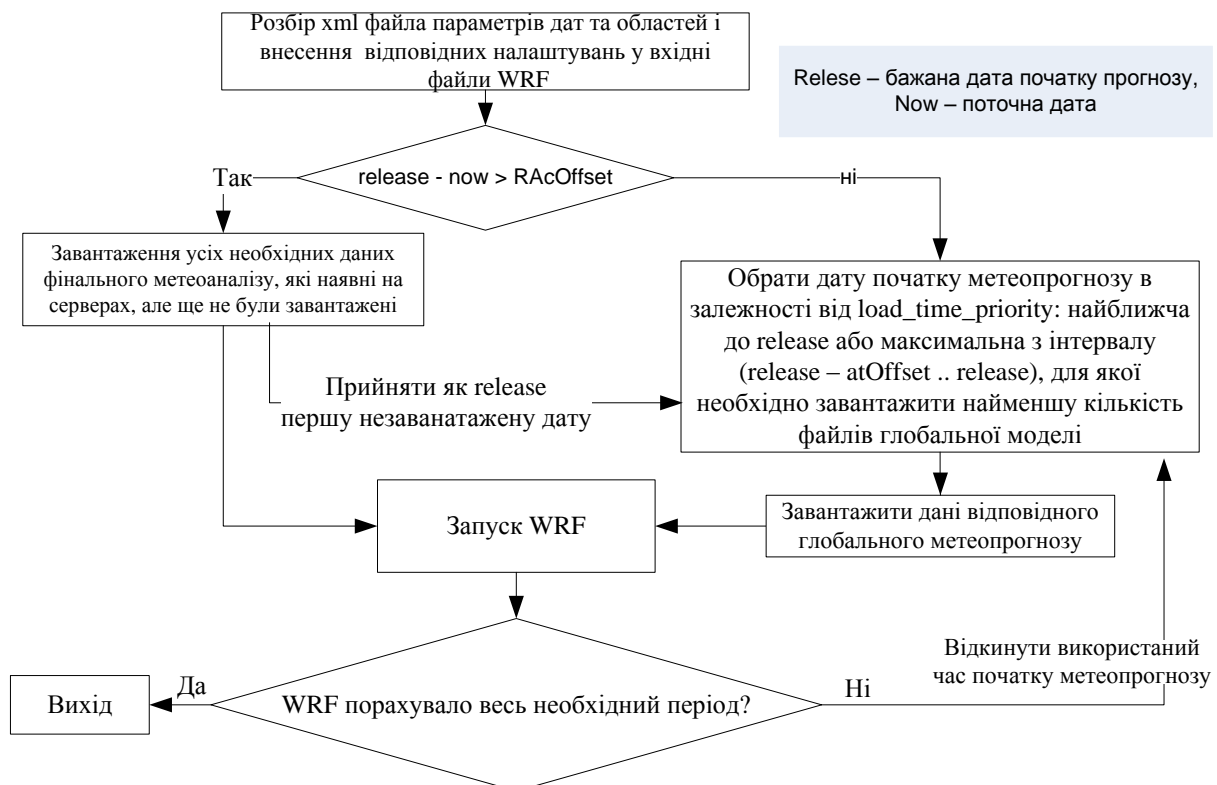 Розбір xml файла параметрів дат та областей і
внесення відповідних налаштувань у вхідні
файли WRF
Relese – бажана дата початку прогнозу,
Now – поточна дата
release - now > RAcOffset
Так
ні
Завантаження усіх необхідних даних
фінального метеоаналізу, які наявні на
серверах, але ще не були завантажені
Обрати дату початку метеопрогнозу в
залежності від load_time_priority: найближча
до release або максимальна з інтервалу
(release – atOffset .. release), для якої
необхідно завантажити найменшу кількість
файлів глобальної моделі
Прийняти як release
першу незаванатажену дату
Запуск WRF
Завантажити дані відповідного
глобального метеопрогнозу
Відкинути використаний
час початку метеопрогнозу
Вихід
Да
WRF порахувало весь необхідний період?
Ні